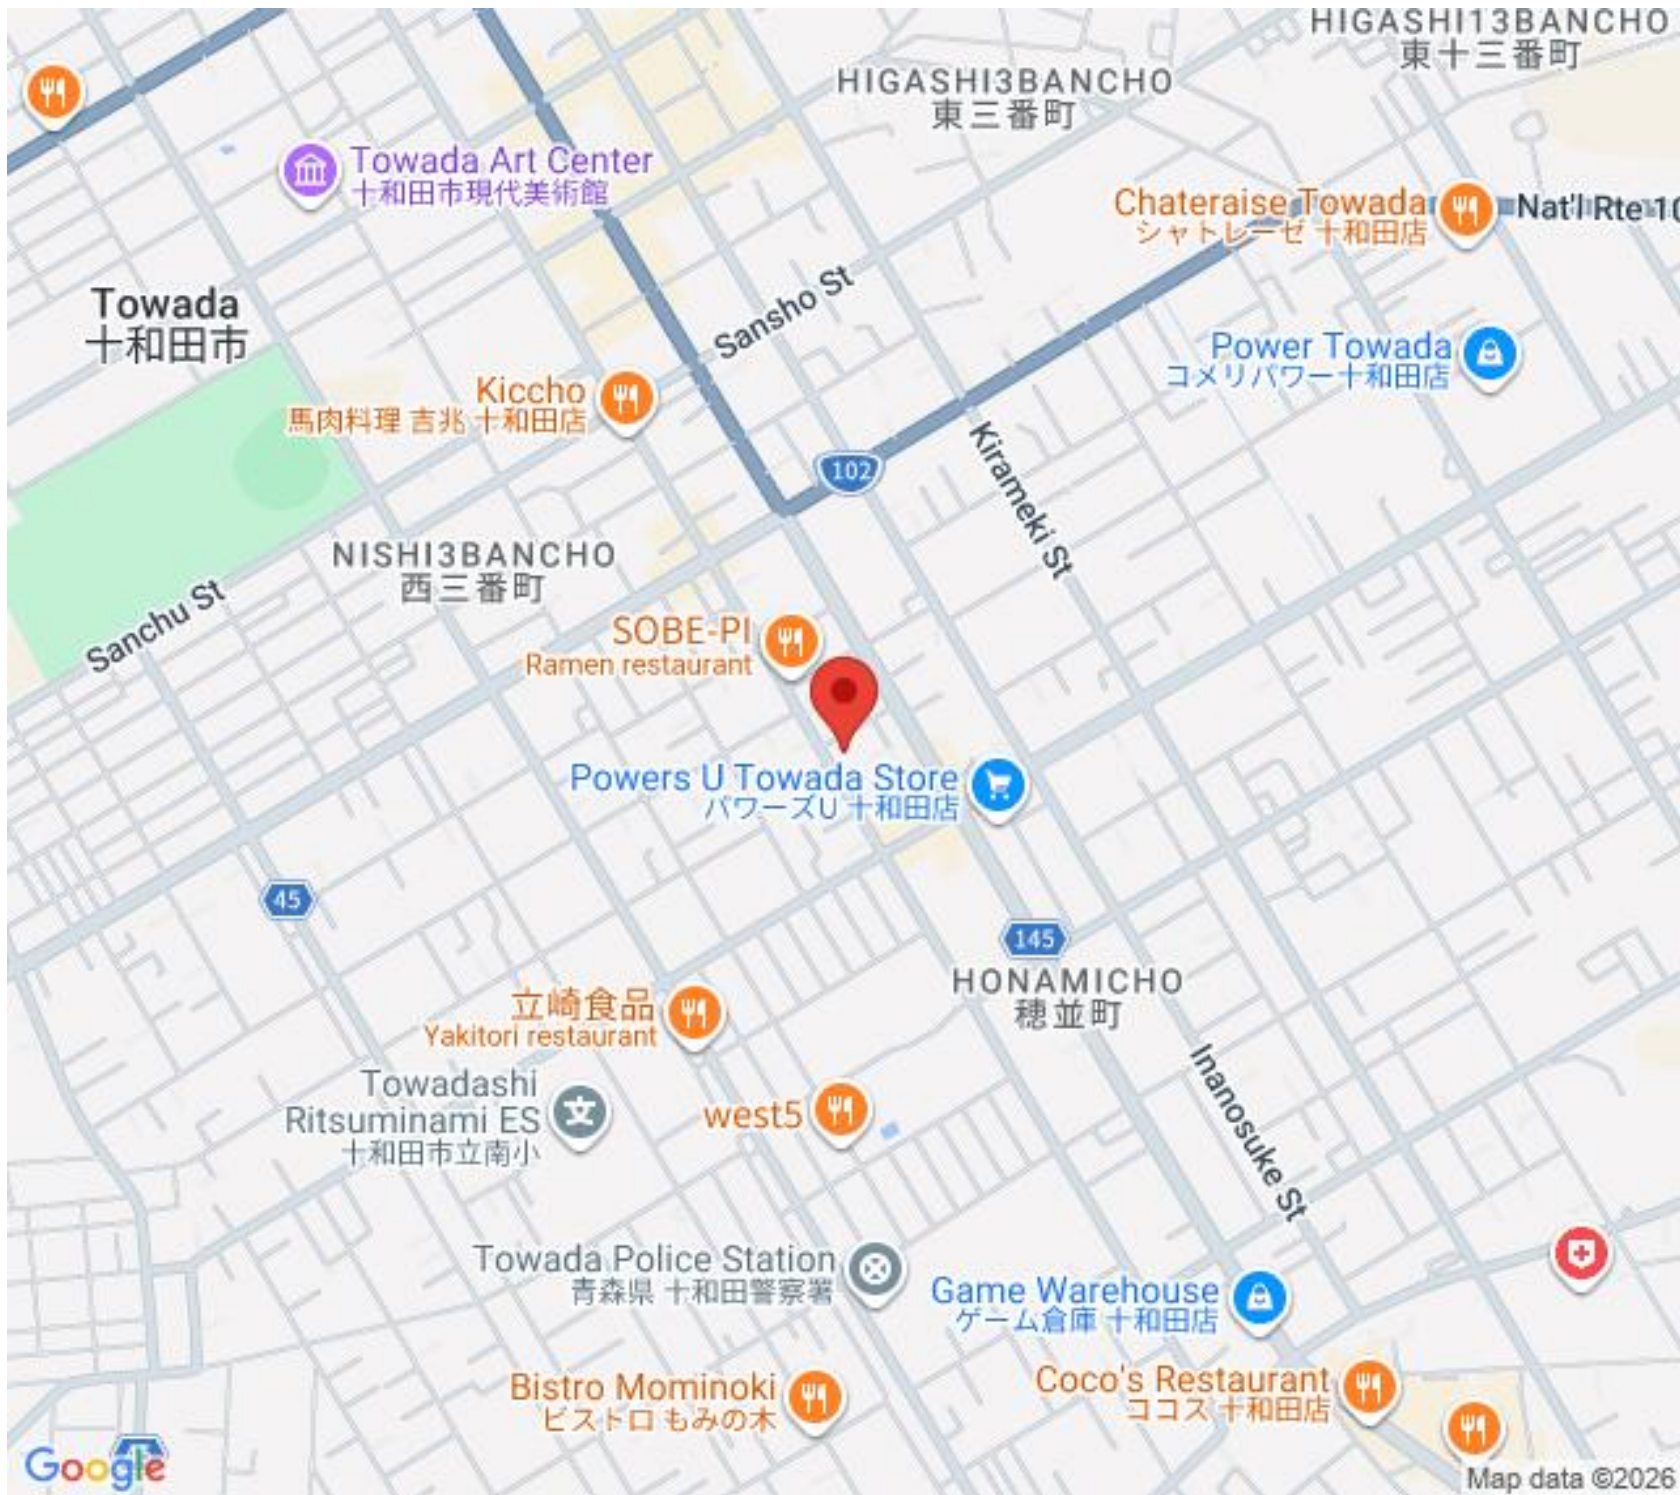 HIGASHI13BANCHO
東十三番町
HIGASHI3BANCHO
東三番町
Towada Art Center
十和田市現代美術館
Chateraise Towada
シャトレーゼ 十和田店
Nat'l Rte 10
Towada
十和田市
Sansho St
Power Towada
コメリパワー十和田店
Kiccho
馬肉料理 吉兆 十和田店
102
Kirameki St
NISHI3BANCHO
西三番町
Sanchu St
SOBE-PI
Ramen restaurant
Powers U Towada Store
パワーズU 十和田店
45
145
HONAMICHO
穂並町
立崎食品
Yakitori restaurant
Towadashi
Ritsuminami ES
十和田市立南小
文
west5
Inanosuke St
Towada Police Station
青森県 十和田警察署
Game Warehouse
ゲーム倉庫 十和田店
Bistro Mominoki
ビストロ もみの木
Coco's Restaurant
ココス 十和田店
Google
Map data ©2026